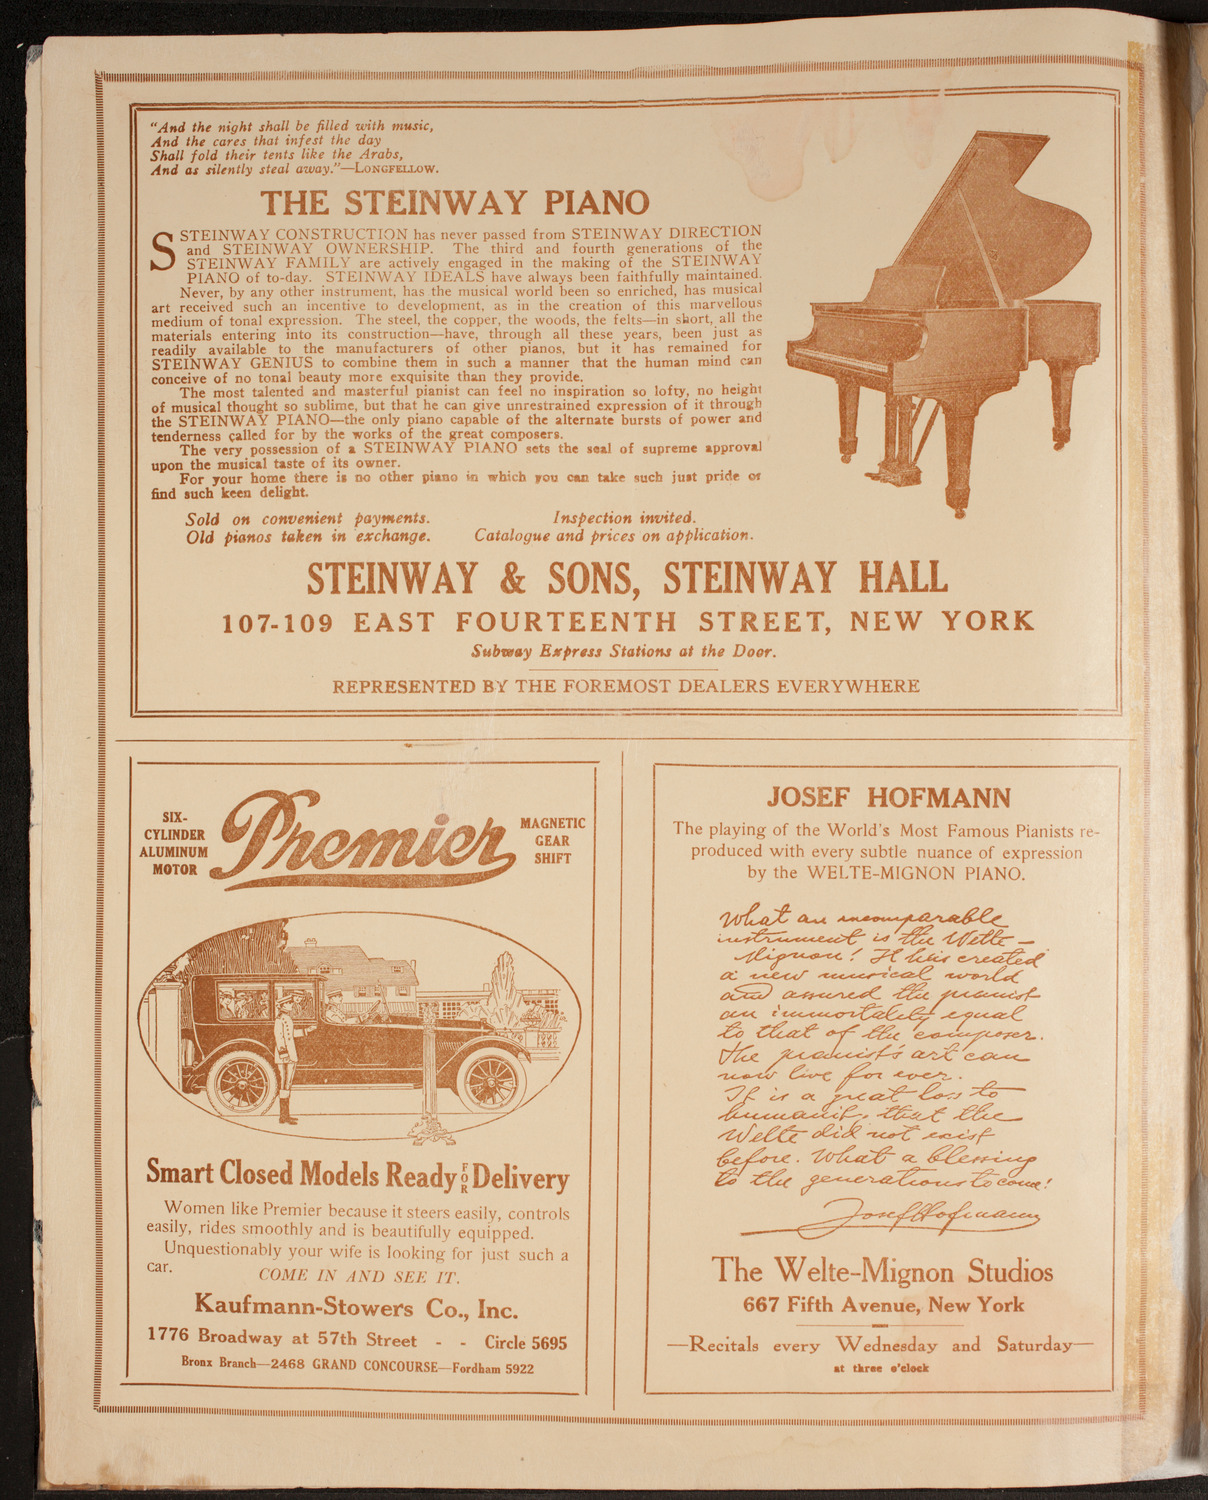 “And the night shall be filled with music,
And the cares that infest the day
Shall fold their tents like the Arabs,
And as silently steal away.”—LONGFELLOW.
THE STEINWAY PIANO
STEINWAY CONSTRUCTION has never passed from STEINWAY DIRECTION
and STEINWAY OWNERSHIP. The third and fourth generations of the
STEINWAY FAMILY are actively engaged in the making of the STEINWAY
PIANO of to-day. STEINWAY IDEALS have always been faithfully maintained.
Never, by any other instrument, has the musical world been so enriched, has musical
art received such an incentive to development, as in the creation of this marvellous
medium of tonal expression. The steel, the copper, the woods, the felts—in short, all the
materials entering into its construction—have, through all these years, been just as
readily available to the manufacturers of other pianos, but it has remained for
STEINWAY GENIUS to combine them in such a manner that the human mind can
conceive of no tonal beauty more exquisite than they provide.
The most talented and masterful pianist can feel no inspiration so lofty, no height
of musical thought so sublime, but that he can give unrestrained expression of it through
the STEINWAY PIANO—the only piano capable of the alternate bursts of power and
tenderness called for by the works of the great composers.
The very possession of a STEINWAY PIANO sets the seal of supreme approval
upon the musical taste of its owner.
For your home there is no other piano in which you can take such just pride or
find such keen delight.
Sold on convenient payments. Inspection invited.
Old pianos taken in exchange. Catalogue and prices on application.
STEINWAY & SONS, STEINWAY HALL
107-109 EAST FOURTEENTH STREET, NEW YORK
Subway Express Stations at the Door.
REPRESENTED BY THE FOREMOST DEALERS EVERYWHERE
SIX-
CYLINDER
ALUMINUM
MOTOR
Premier
MAGNETIC
GEAR
SHIFT
Smart Closed Models Ready FOR Delivery
Women like Premier because it steers easily, controls
easily, rides smoothly and is beautifully equipped.
Unquestionably your wife is looking for just such a
car. COME IN AND SEE IT.
Kaufmann-Stowers Co., Inc.
1776 Broadway at 57th Street - - Circle 5695
Bronx Branch—2468 GRAND CONCOURSE—Fordham 5922
JOSEF HOFMANN
The playing of the World's Most Famous Pianists re-
produced with every subtle nuance of expression
by the WELTE-MIGNON PIANO.
What an incomparable
instrument is the Welte—
Mignon! It has created
a new musical world
and assured the pianist
an immortality equal
to that of the composer.
The pianist's art can
now live for ever.
It is a great loss to
humanity, that the
Welte did not exist
before. What a blessing
to the generations to come!
Josef Hofmann
The Welte-Mignon Studios
667 Fifth Avenue, New York
—Recitals every Wednesday and Saturday—
at three o'clock